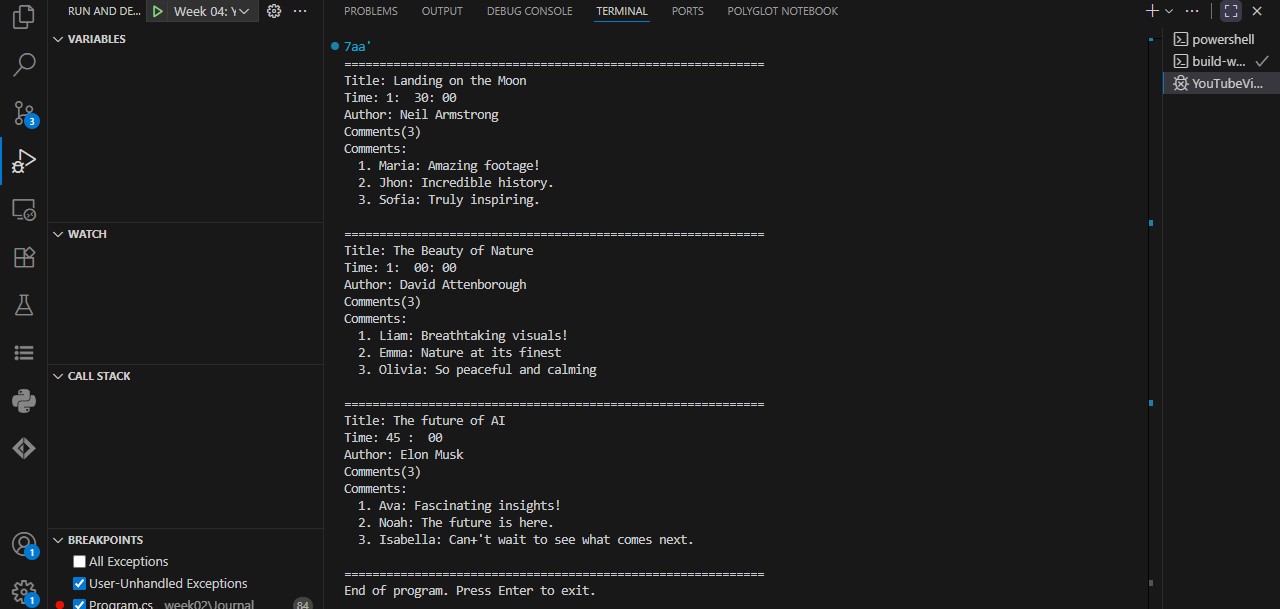 RUN AND DE... Week 04: Y
VARIABLES
WATCH
CALL STACK
BREAKPOINTS
All Exceptions
User-Unhandled Exceptions
Program.cs week02\Journal 84
3
1
1
PROBLEMS OUTPUT DEBUG CONSOLE TERMINAL PORTS POLYGLOT NOTEBOOK
7aa'
============================================================
Title: Landing on the Moon
Time: 1:  30: 00
Author: Neil Armstrong
Comments(3)
Comments:
  1. Maria: Amazing footage!
  2. Jhon: Incredible history.
  3. Sofia: Truly inspiring.
============================================================
Title: The Beauty of Nature
Time: 1:  00: 00
Author: David Attenborough
Comments(3)
Comments:
  1. Liam: Breathtaking visuals!
  2. Emma: Nature at its finest
  3. Olivia: So peaceful and calming
============================================================
Title: The future of AI
Time: 45 :  00
Author: Elon Musk
Comments(3)
Comments:
  1. Ava: Fascinating insights!
  2. Noah: The future is here.
  3. Isabella: Can+'t wait to see what comes next.
============================================================
End of program. Press Enter to exit.
powershell
build-w...
YouTubeVi...